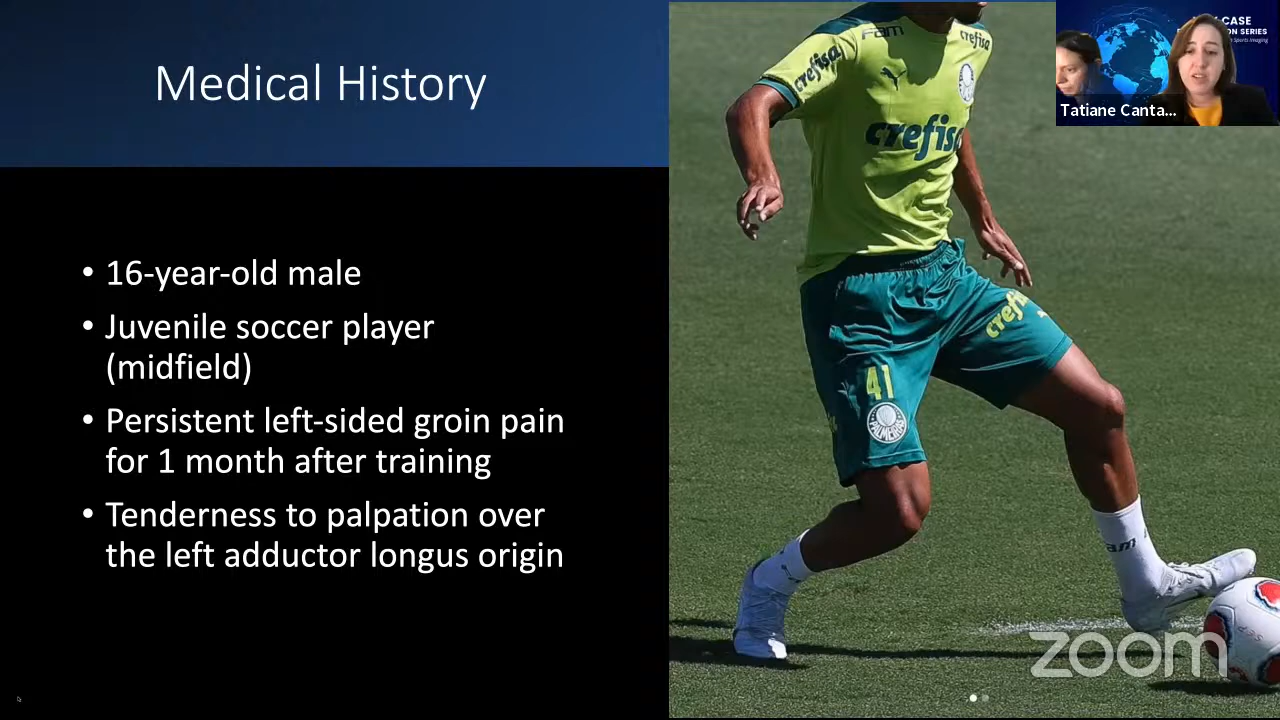 Medical History
• 16-year-old male
• Juvenile soccer player
(midfield)
• Persistent left-sided groin pain
for 1 month after training
• Tenderness to palpation over
the left adductor longus origin
Fam
crefisa
crefisa
crefisa
41
PALMEIRAS
CASE
ON SERIES
Sports Imaging
Tatiane Canta...
zoom